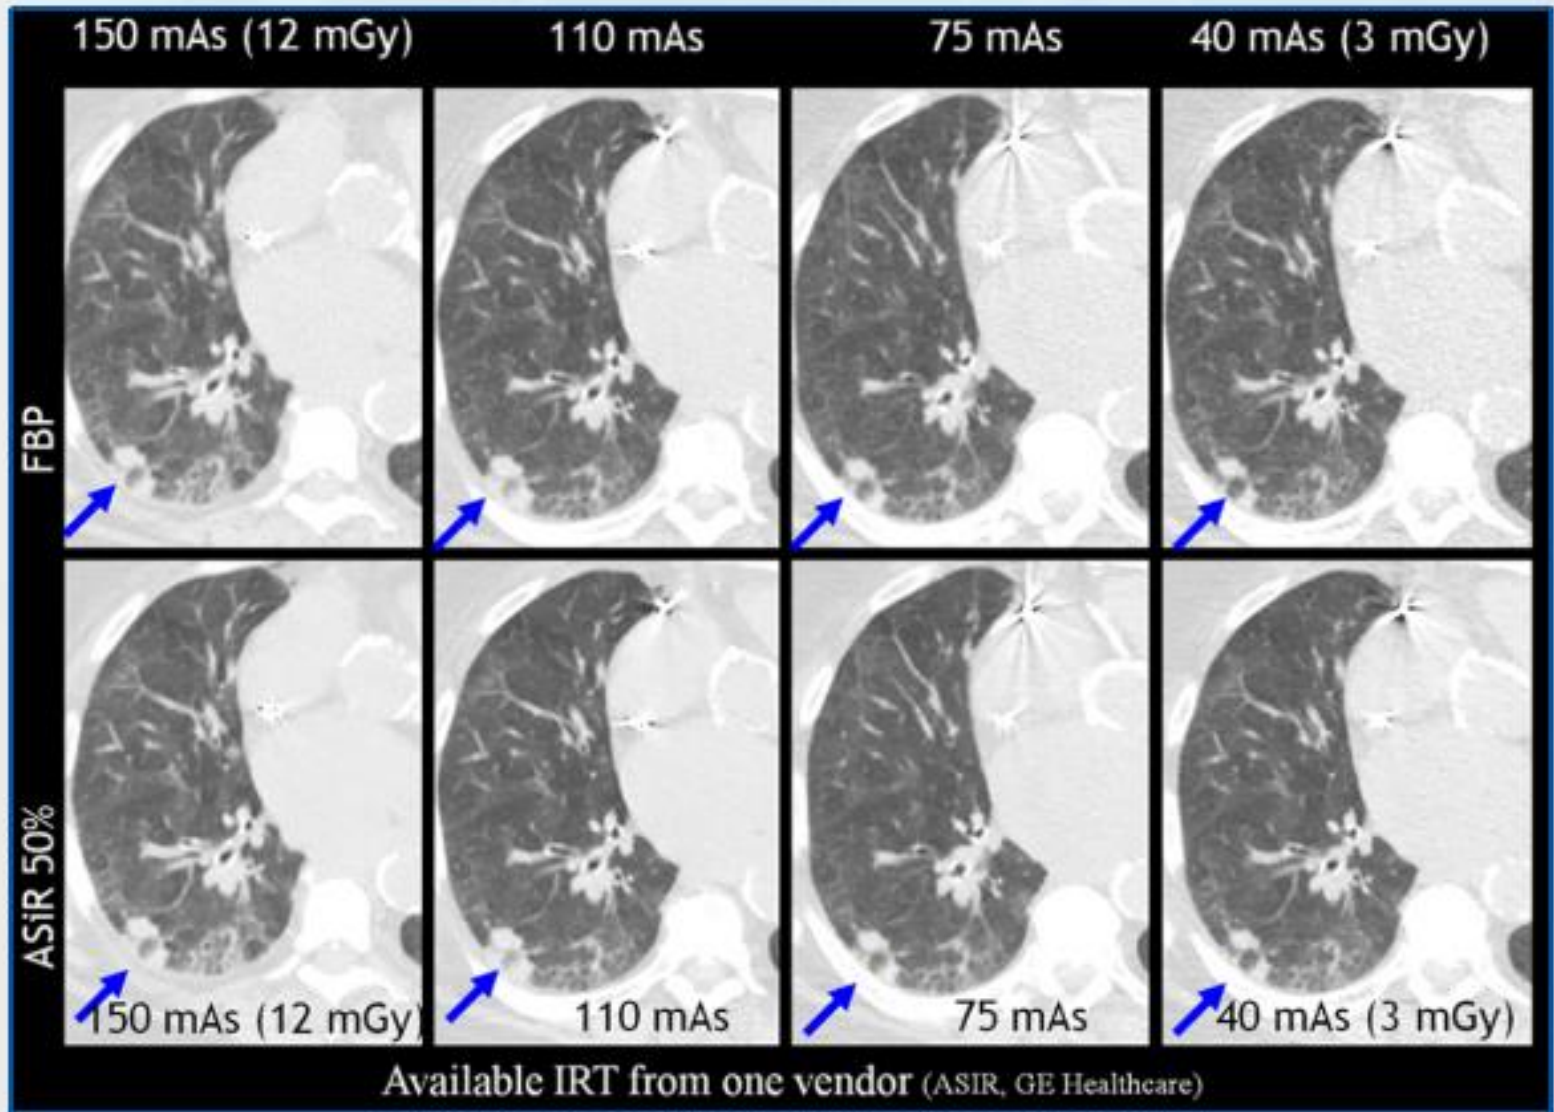 150 mAs (12 mGy) 110 mAs 75 mAs 40 mAs (3 mGy)
FBP
ASiR 50%
150 mAs (12 mGy) 110 mAs 75 mAs 40 mAs (3 mGy)
Available IRT from one vendor (ASIR, GE Healthcare)